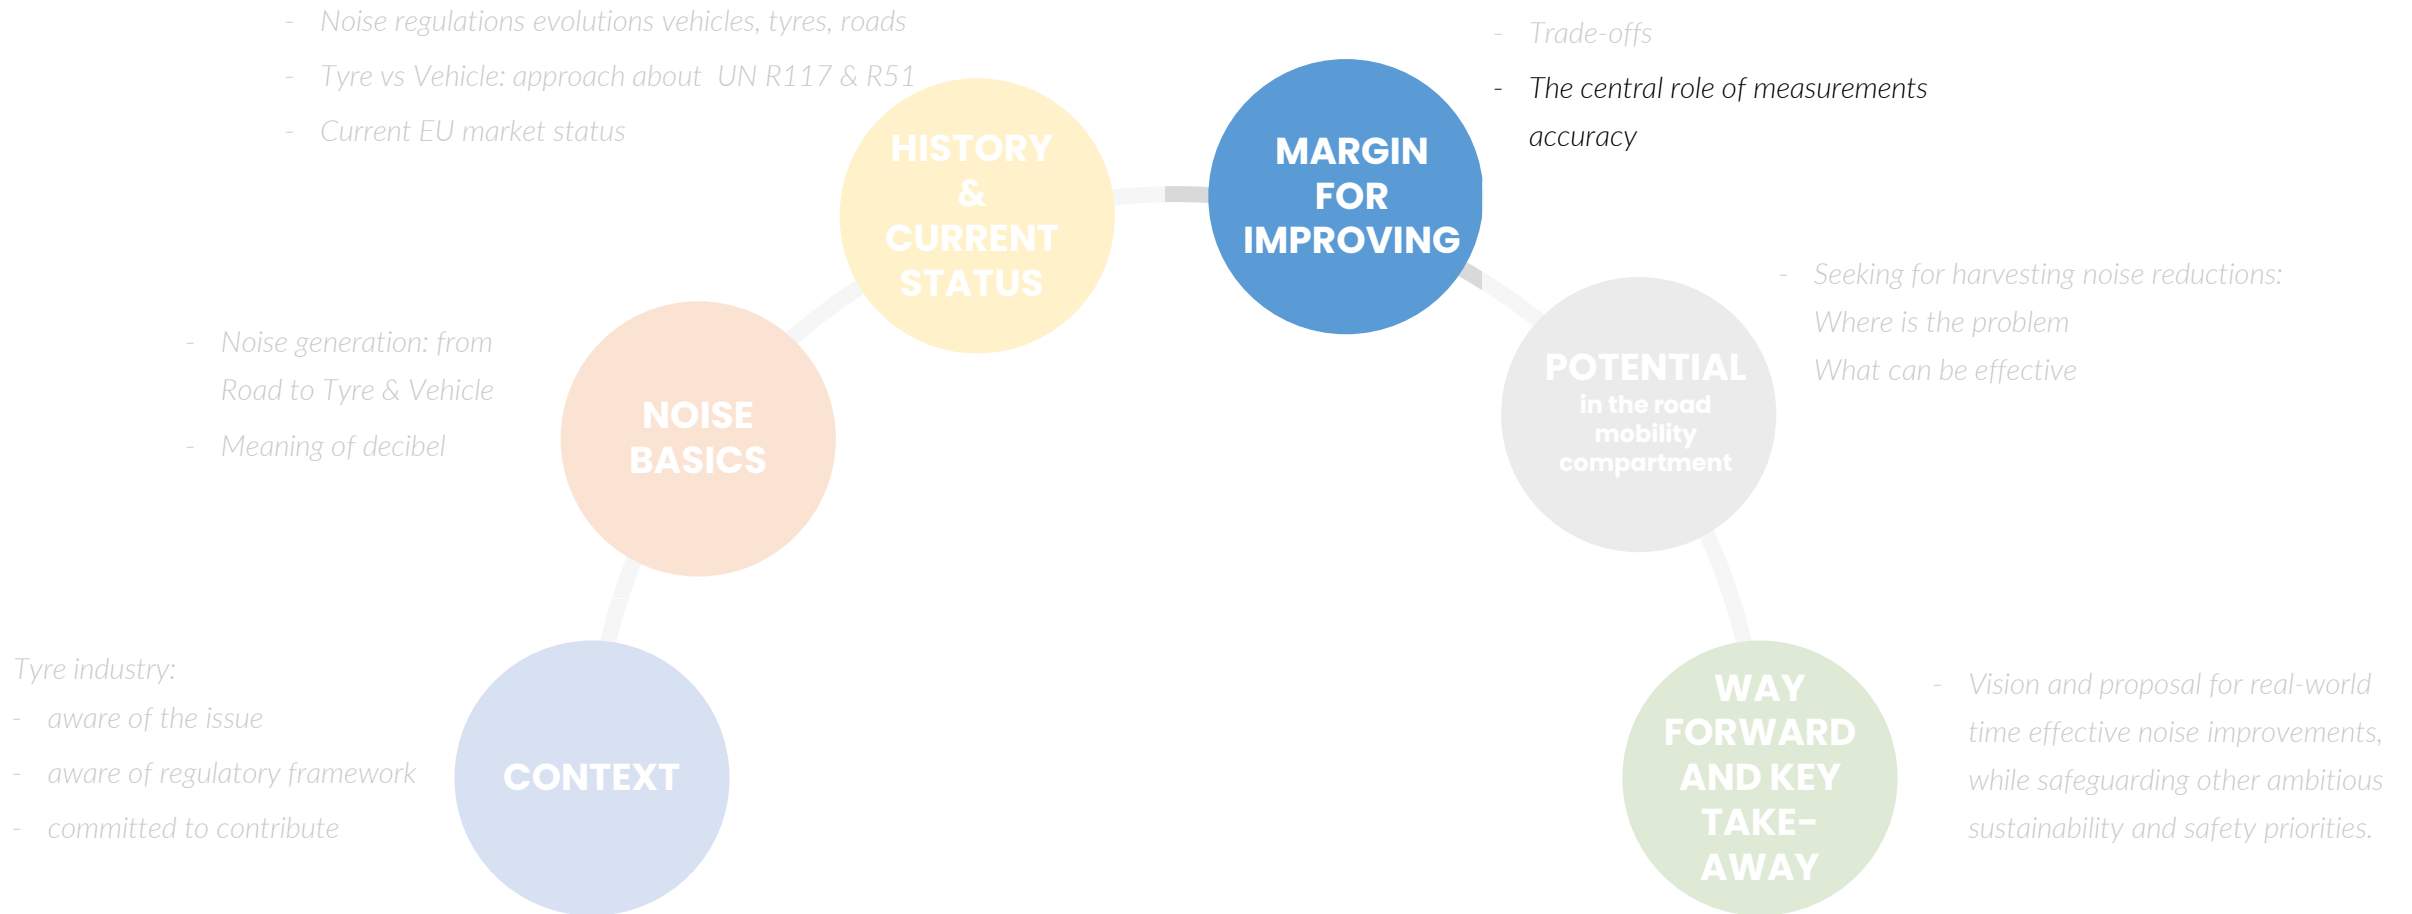 - Noise regulations evolutions vehicles, tyres, roads
- Tyre vs Vehicle: approach about UN R117 & R51
- Current EU market status
HISTORY
&
CURRENT
STATUS
MARGIN
FOR
IMPROVING
- Trade-offs
- The central role of measurements
accuracy
- Noise generation: from
Road to Tyre & Vehicle
- Meaning of decibel
NOISE
BASICS
POTENTIAL
in the road
mobility
compartment
- Seeking for harvesting noise reductions:
Where is the problem
What can be effective
Tyre industry:
- aware of the issue
- aware of regulatory framework
- committed to contribute
CONTEXT
WAY
FORWARD
AND KEY
TAKE-
AWAY
- Vision and proposal for real-world
time effective noise improvements,
while safeguarding other ambitious
sustainability and safety priorities.